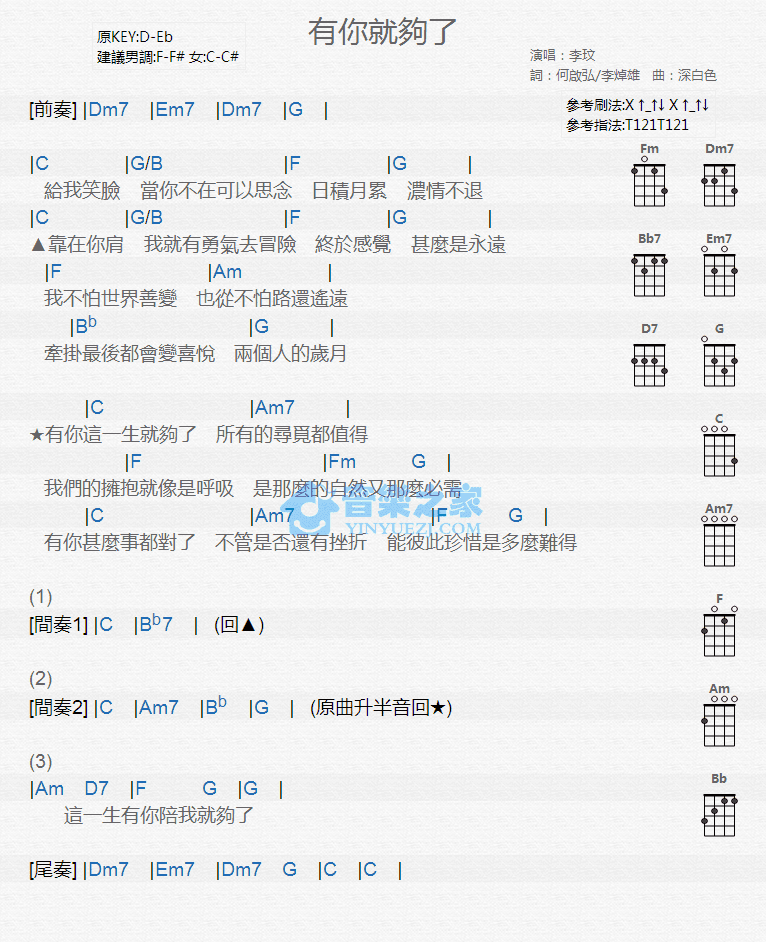 有你就夠了
原KEY:D-Eb
建議男調:F-F# 女:C-C#
演唱：李玟
詞：何啟弘/李焯雄　曲：深白色
參考刷法:X ↑_↑↓ X ↑_↑↓
參考指法:T121T121
[前奏] |Dm7 |Em7 |Dm7 |G |
|C |G/B |F |G |
給我笑臉　當你不在可以思念　日積月累　濃情不退
|C |G/B |F |G |
▲靠在你肩　我就有勇氣去冒險　終於感覺　甚麼是永遠
|F |Am |
我不怕世界善變　也從不怕路還遙遠
|Bb |G |
牽掛最後都會變喜悅　兩個人的歲月
|C |Am7 |
★有你這一生就夠了　所有的尋覓都值得
|F |Fm G |
我們的擁抱就像是呼吸　是那麼的自然又那麼必需
|C |Am7 |F G |
有你甚麼事都對了　不管是否還有挫折　能彼此珍惜是多麼難得
(1)
[間奏1] |C |Bb7 | (回▲)
(2)
[間奏2] |C |Am7 |Bb |G | (原曲升半音回★)
(3)
|Am D7 |F G |G |
這一生有你陪我就夠了
[尾奏] |Dm7 |Em7 |Dm7 G |C |C |
Fm Dm7
Bb7 Em7
D7 G
C
Am7
F
Am
Bb
音樂之家
YINYUEZJ.COM